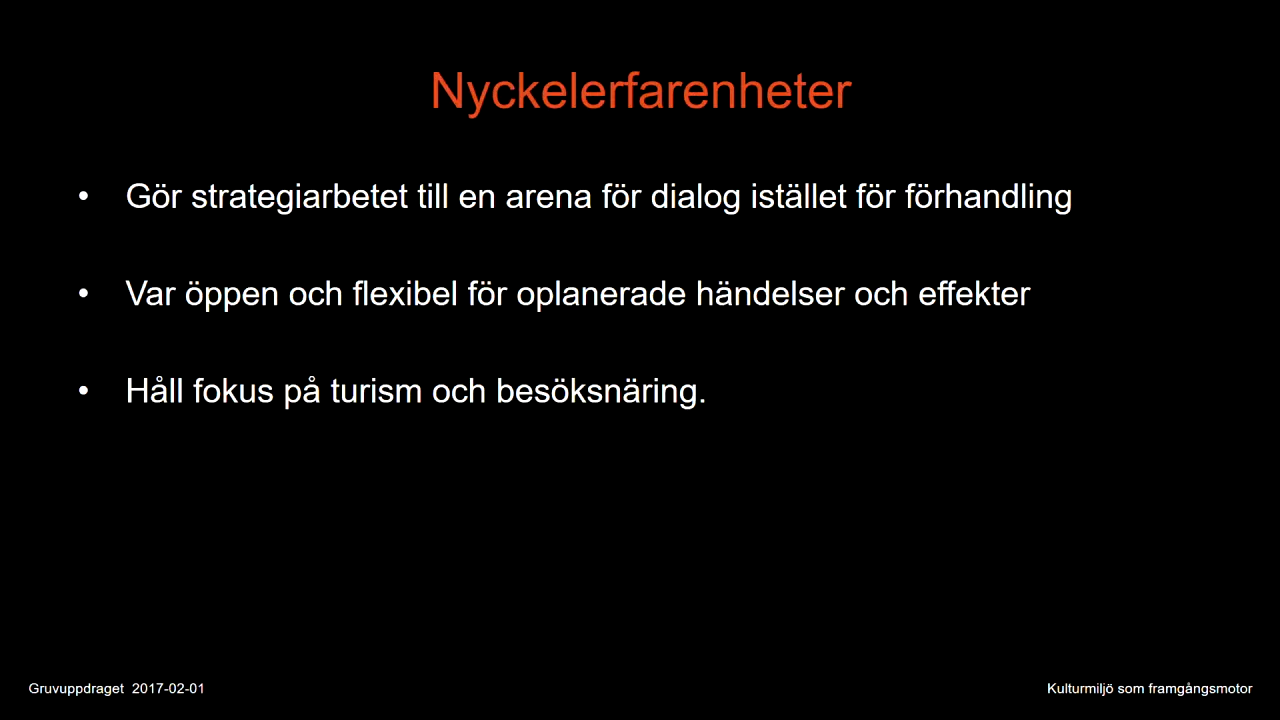 Nyckelerfarenheter
• Gör strategiarbetet till en arena för dialog istället för förhandling
• Var öppen och flexibel för oplanerade händelser och effekter
• Håll fokus på turism och besöksnäring.
Gruvuppdraget 2017-02-01
Kulturmiljö som framgångsmotor